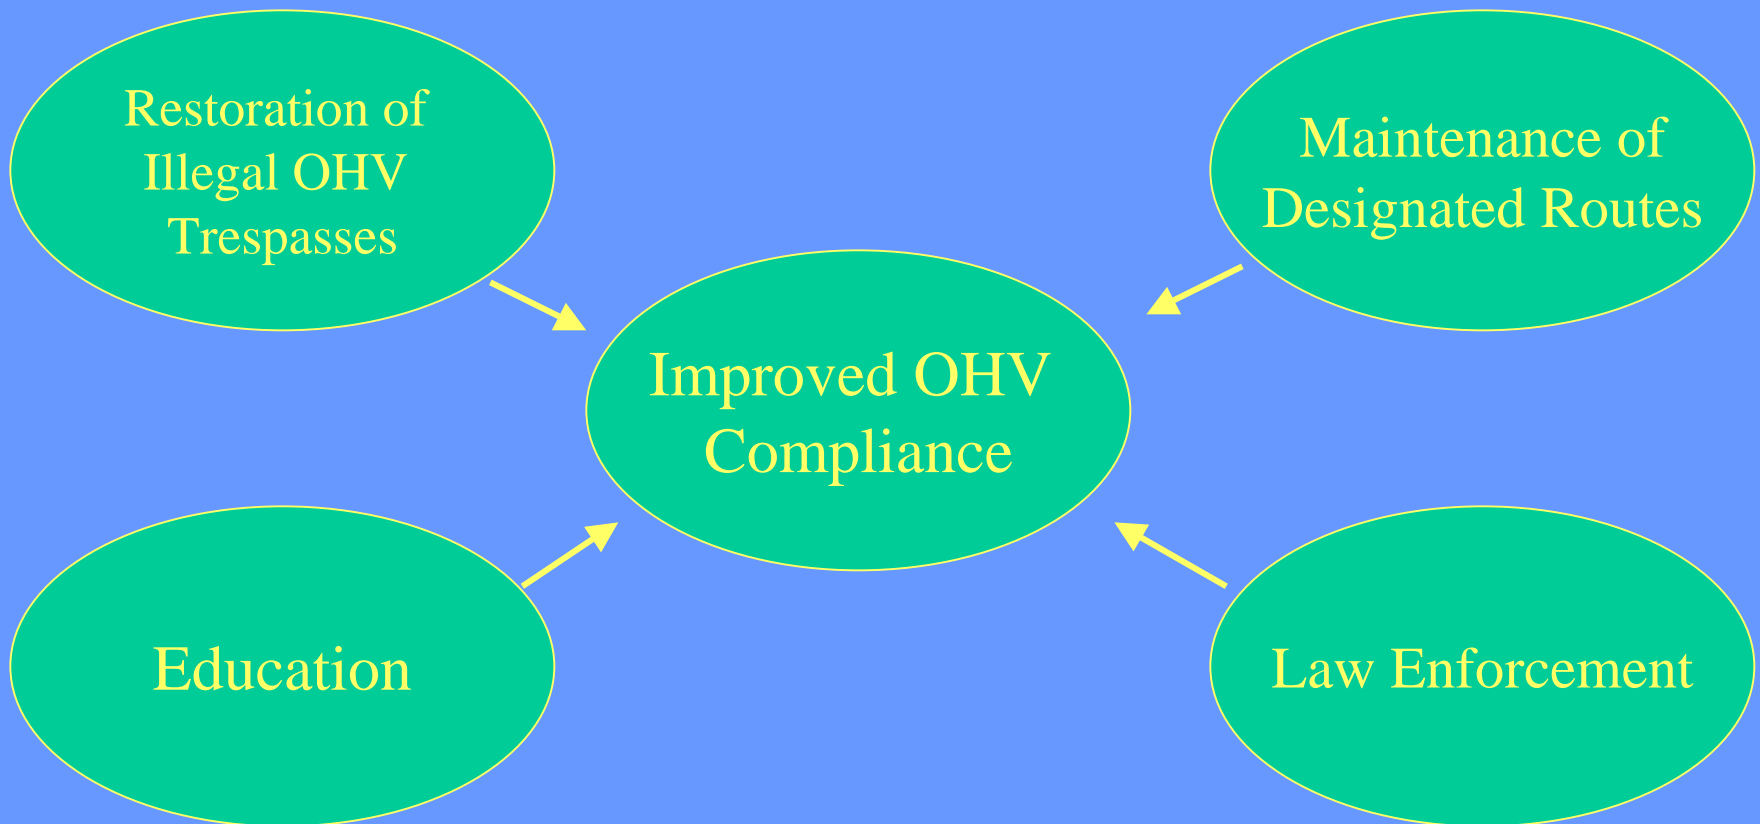 Restoration of
Illegal OHV
Trespasses
Maintenance of
Designated Routes
Improved OHV
Compliance
Education
Law Enforcement